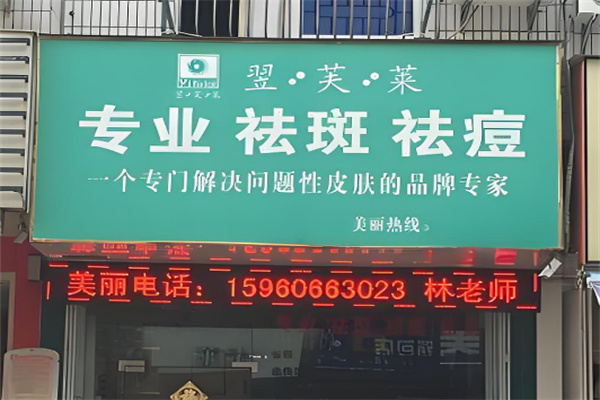 翌·芙·莱
专业 祛斑 祛痘
一个专门解决问题性皮肤的品牌专家
美丽热线:
美丽电话：15960663023 林老师